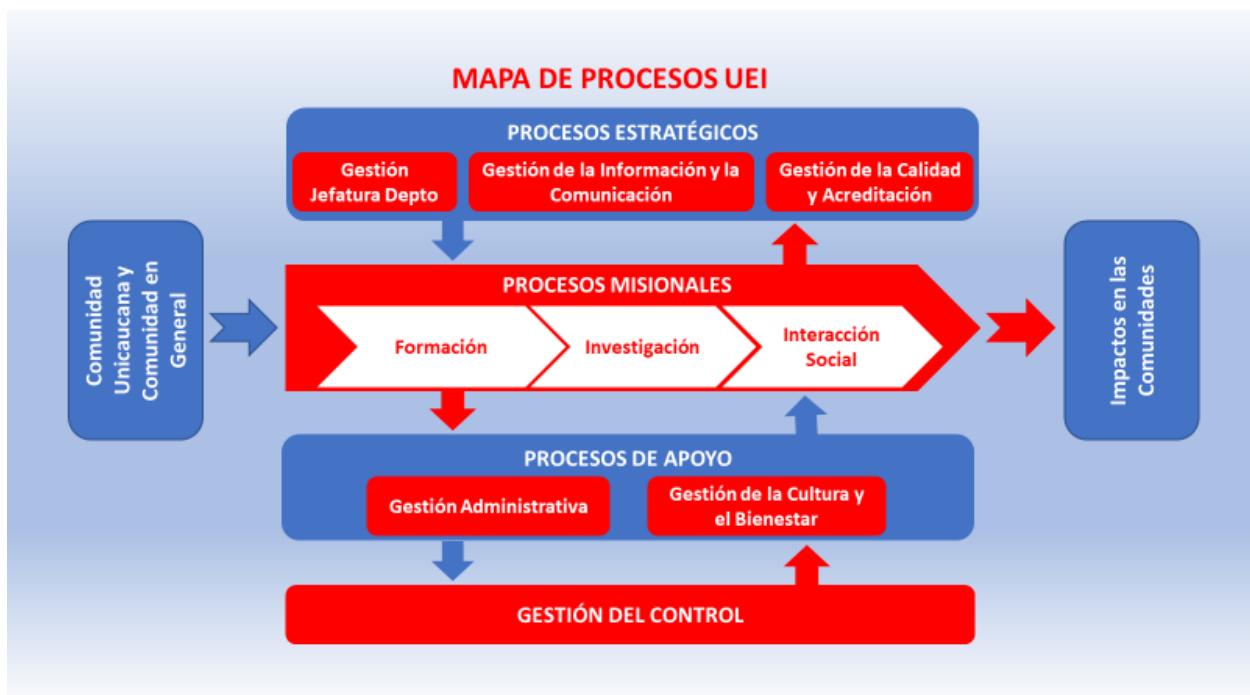 MAPA DE PROCESOS UEI
PROCESOS ESTRATÉGICOS
Gestión
Jefatura Depto
Gestión de la Información y la
Comunicación
Gestión de la Calidad
y Acreditación
Comunidad
Unicaucana y
Comunidad en
General
PROCESOS MISIONALES
Formación
Investigación
Interacción
Social
Impactos en las
Comunidades
PROCESOS DE APOYO
Gestión Administrativa
Gestión de la Cultura y
el Bienestar
GESTIÓN DEL CONTROL